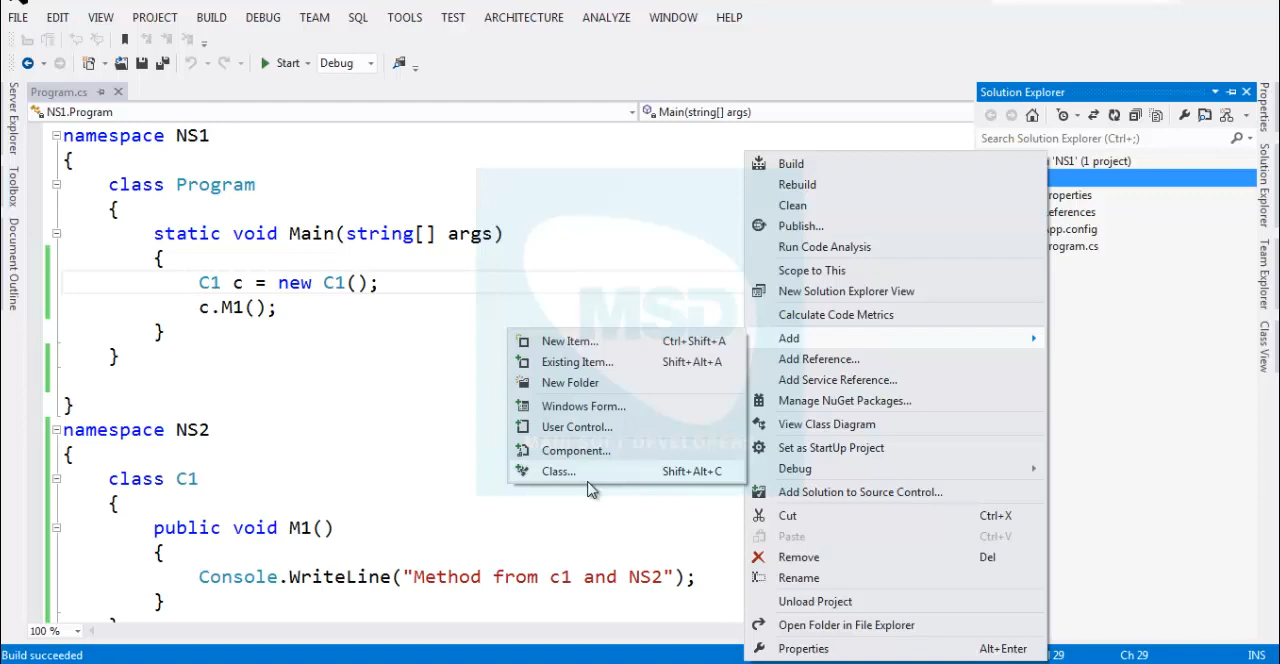 FILE EDIT VIEW PROJECT BUILD DEBUG TEAM SQL TOOLS TEST ARCHITECTURE ANALYZE WINDOW HELP
Start Debug
Program.cs
NS1.Program Main(string[] args)
namespace NS1
{
class Program
{
static void Main(string[] args)
{
C1 c = new C1();
c.M1();
}
}
}
namespace NS2
{
class C1
{
public void M1()
{
Console.WriteLine("Method from c1 and NS2");
}
100 %
Build succeeded
29 Ch 29 INS
Server Explorer
Toolbox
Document Outline
New Item... Ctrl+Shift+A
Existing Item... Shift+Alt+A
New Folder
Windows Form...
User Control...
Component...
Class... Shift+Alt+C
MSD
Build
Rebuild
Clean
Publish...
Run Code Analysis
Scope to This
New Solution Explorer View
Calculate Code Metrics
Add
Add Reference...
Add Service Reference...
Manage NuGet Packages...
View Class Diagram
Set as StartUp Project
Debug
Add Solution to Source Control...
Cut Ctrl+X
Paste Ctrl+V
Remove Del
Rename
Unload Project
Open Folder in File Explorer
Properties Alt+Enter
Solution Explorer
Search Solution Explorer (Ctrl+;)
'NS1' (1 project)
roperties
eferences
pp.config
rogram.cs
Properties
Solution Explorer
Team Explorer
Class View